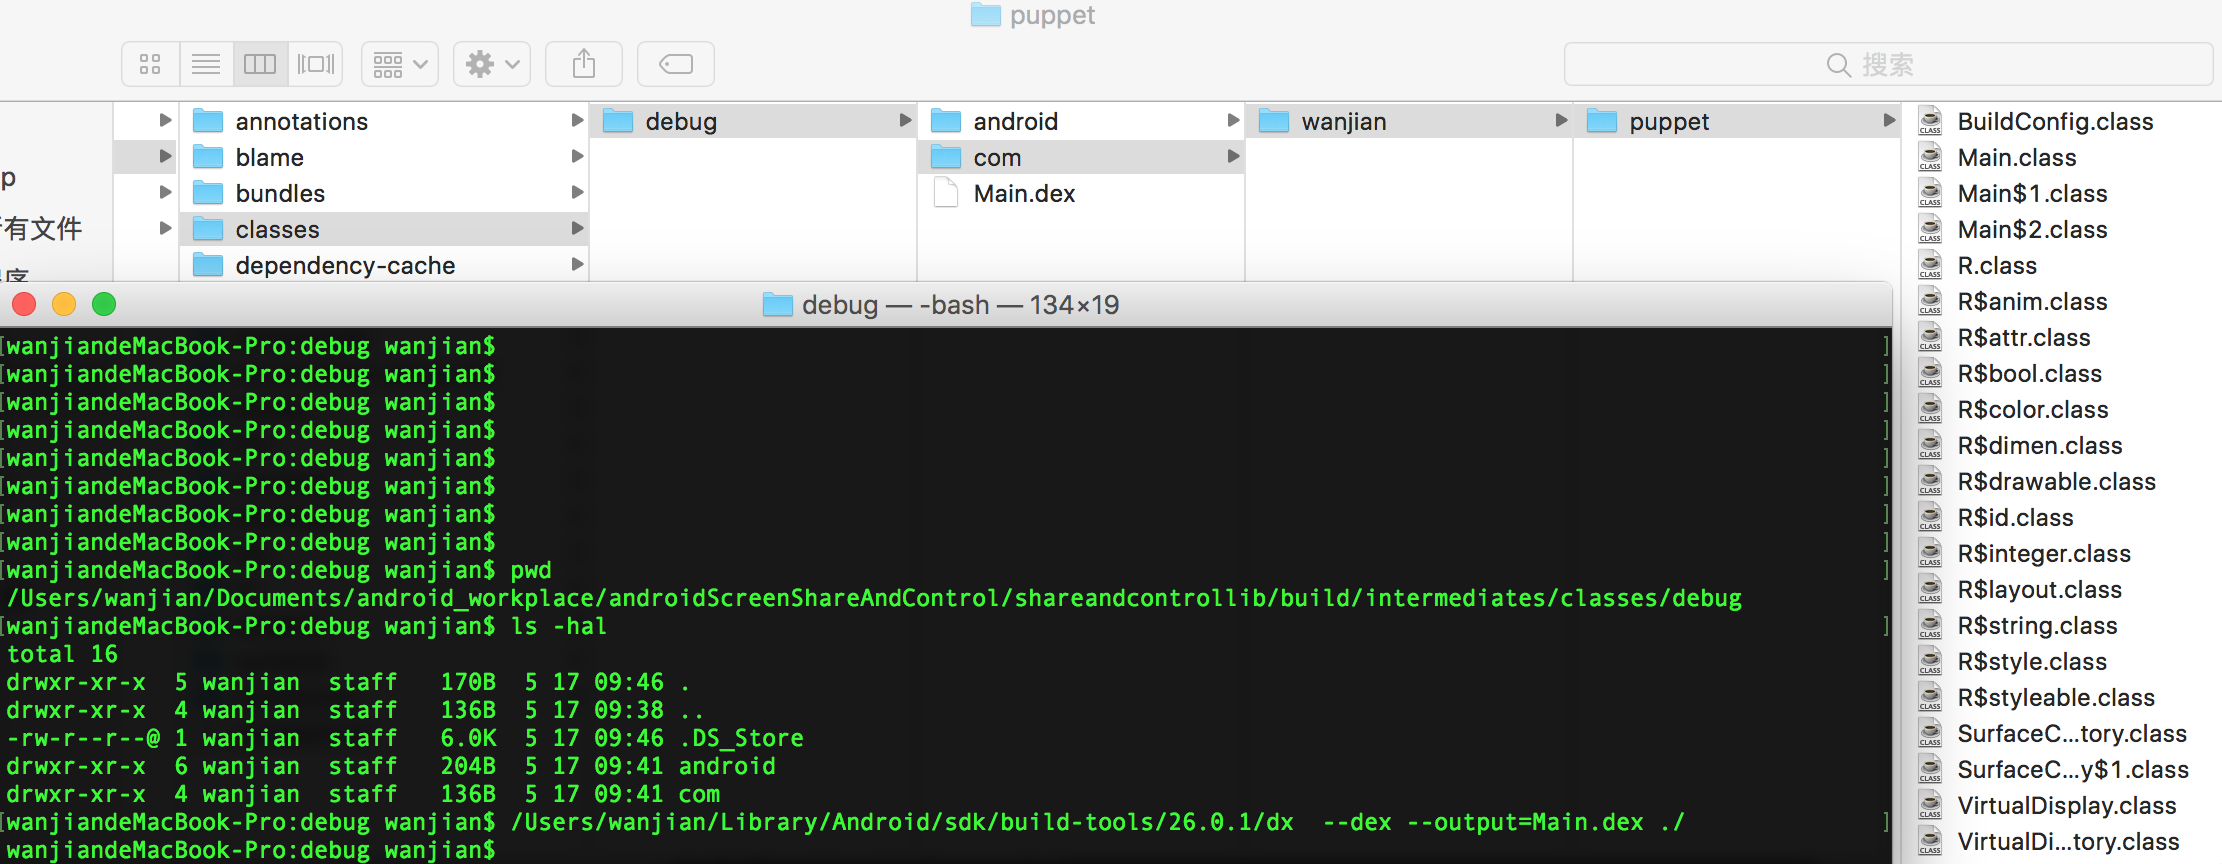 puppet
搜索
p
有文件
annotations
blame
bundles
classes
dependency-cache
debug
android
com
Main.dex
wanjian
puppet
BuildConfig.class
Main.class
Main$1.class
Main$2.class
R.class
R$anim.class
R$attr.class
R$bool.class
R$color.class
R$dimen.class
R$drawable.class
R$id.class
R$integer.class
R$layout.class
R$string.class
R$style.class
R$styleable.class
SurfaceC...tory.class
SurfaceC...y$1.class
VirtualDisplay.class
VirtualDi...tory.class
debug — -bash — 134×19
[wanjiandeMacBook-Pro:debug wanjian$ ]
[wanjiandeMacBook-Pro:debug wanjian$ ]
[wanjiandeMacBook-Pro:debug wanjian$ ]
[wanjiandeMacBook-Pro:debug wanjian$ ]
[wanjiandeMacBook-Pro:debug wanjian$ ]
[wanjiandeMacBook-Pro:debug wanjian$ ]
[wanjiandeMacBook-Pro:debug wanjian$ ]
[wanjiandeMacBook-Pro:debug wanjian$ ]
[wanjiandeMacBook-Pro:debug wanjian$ pwd ]
/Users/wanjian/Documents/android_workplace/androidScreenShareAndControl/shareandcontrollib/build/intermediates/classes/debug
[wanjiandeMacBook-Pro:debug wanjian$ ls -hal ]
total 16
drwxr-xr-x  5 wanjian  staff   170B  5 17 09:46 .
drwxr-xr-x  4 wanjian  staff   136B  5 17 09:38 ..
-rw-r--r--@ 1 wanjian  staff   6.0K  5 17 09:46 .DS_Store
drwxr-xr-x  6 wanjian  staff   204B  5 17 09:41 android
drwxr-xr-x  4 wanjian  staff   136B  5 17 09:41 com
[wanjiandeMacBook-Pro:debug wanjian$ /Users/wanjian/Library/Android/sdk/build-tools/26.0.1/dx  --dex --output=Main.dex ./ ]
wanjiandeMacBook-Pro:debug wanjian$